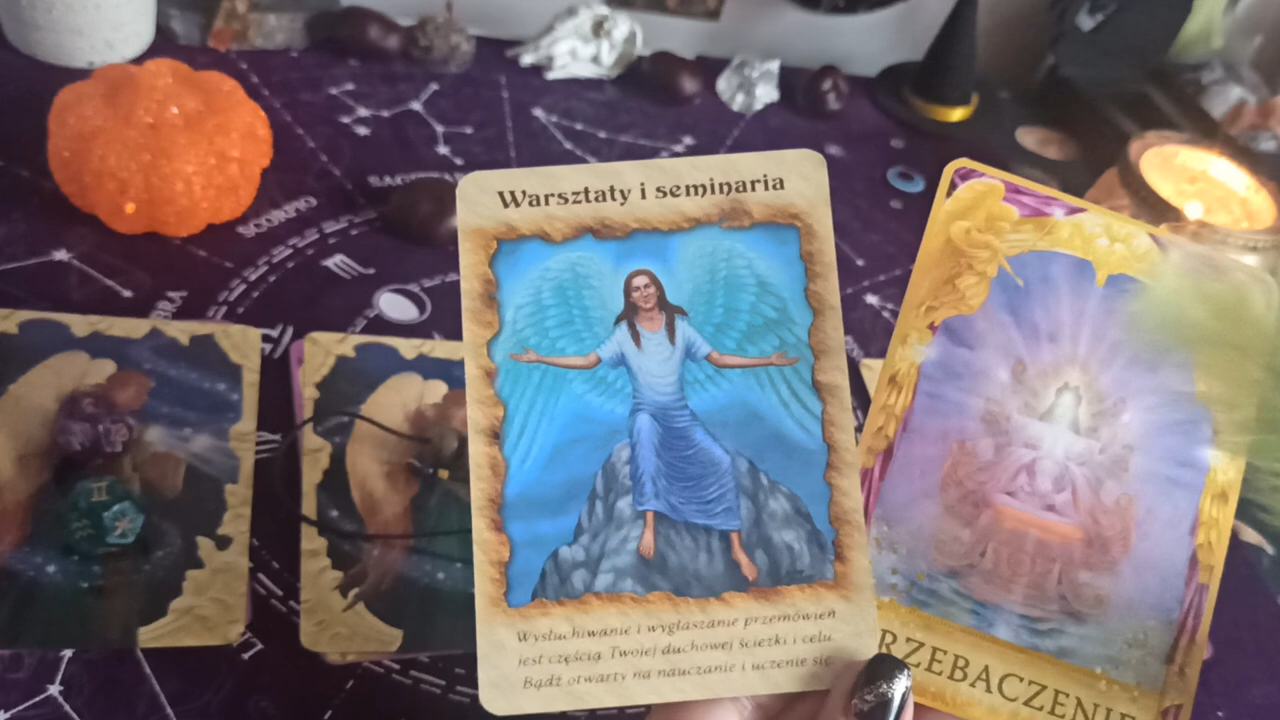 Warsztaty i seminaria
SCORPIO
BRA
Wysłuchiwanie i wygłaszanie przemówień
jest częścią Twojej duchowej ścieżki i celu.
Bądź otwarty na nauczanie i uczenie się.
RZEBACZENIE